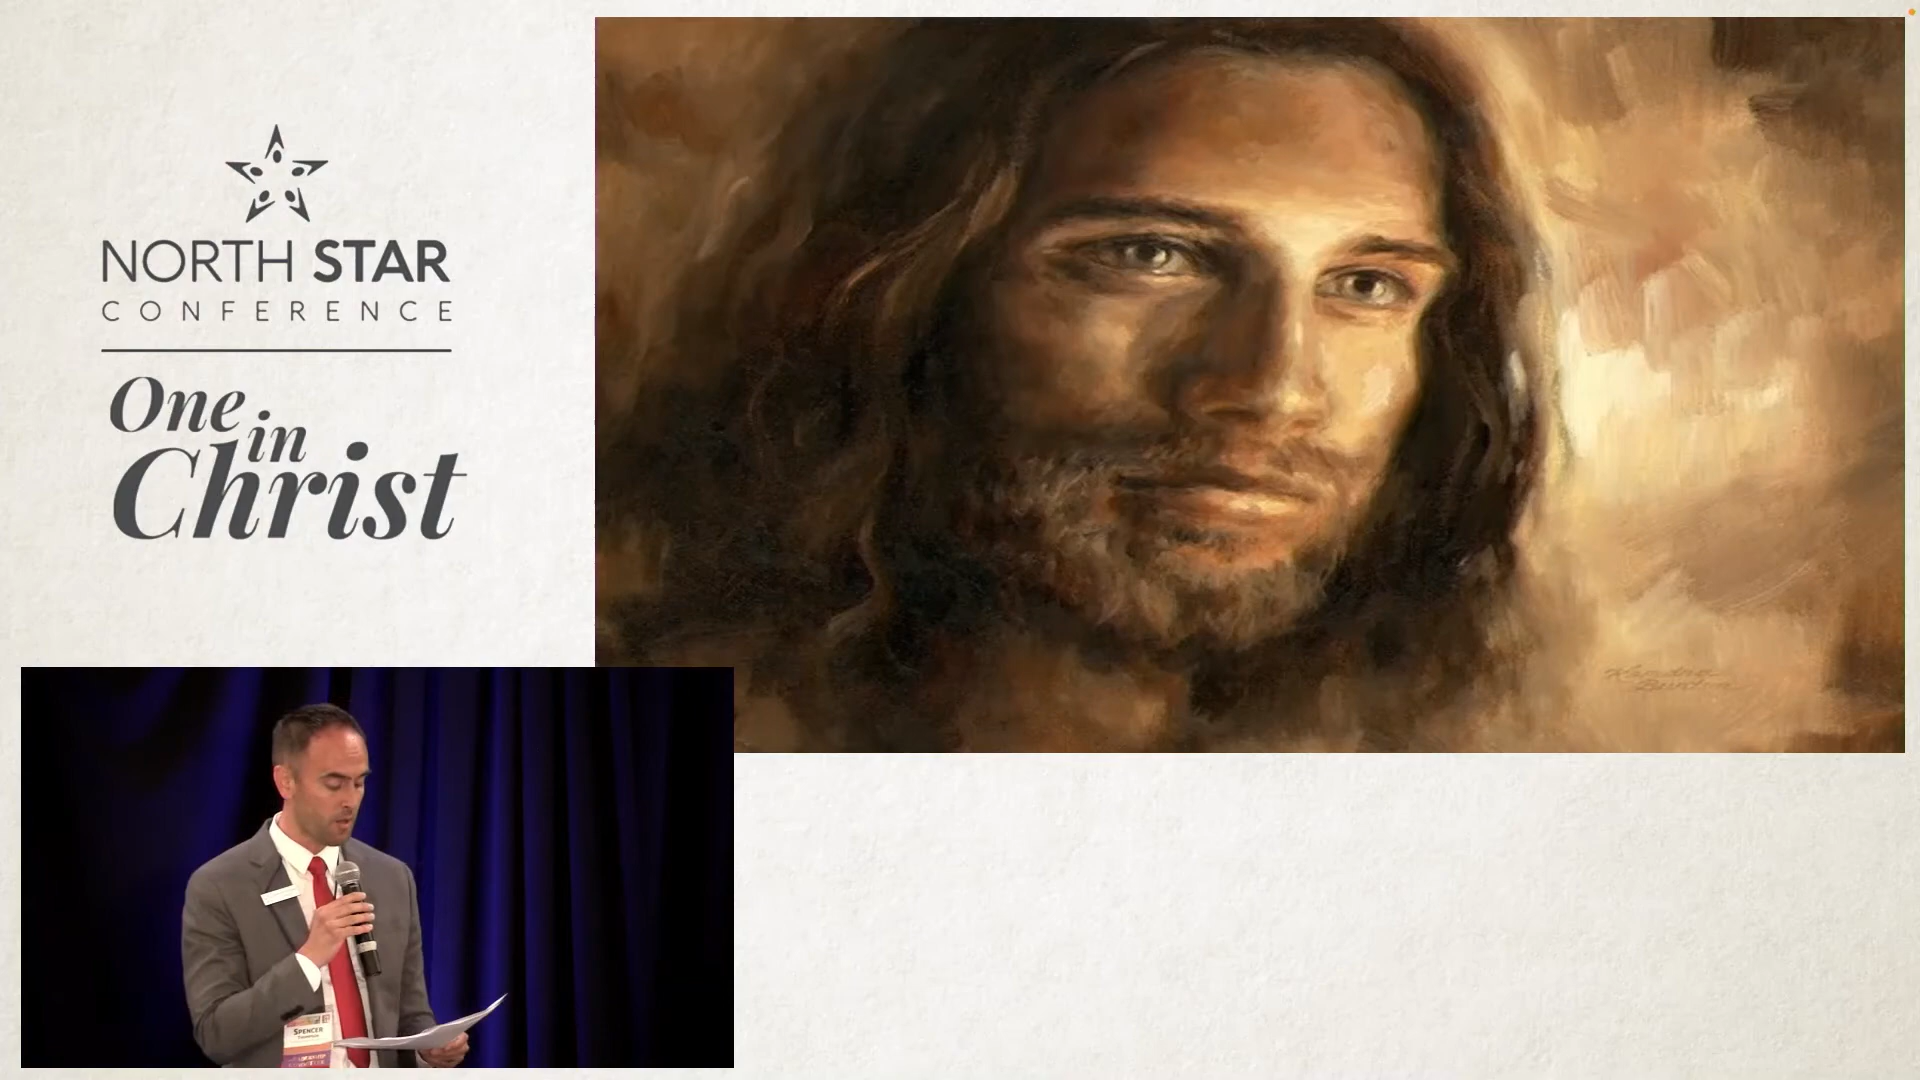 NORTH STAR
CONFERENCE
One
in
Christ
SPENCER